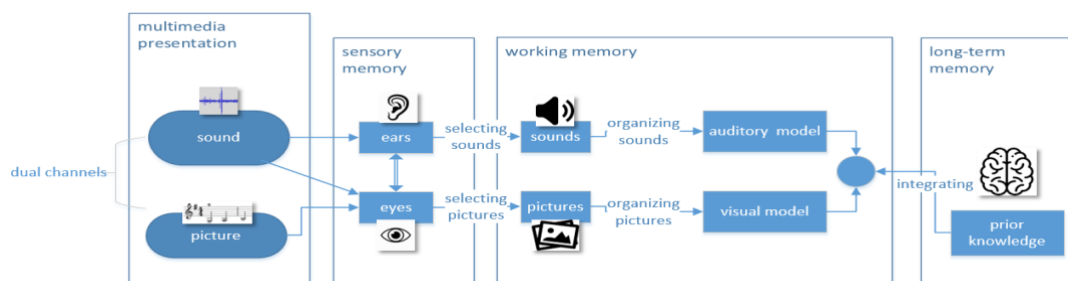 multimedia
presentation
sensory
memory
working memory
long-term
memory
dual channels
sound
picture
ears
eyes
selecting
sounds
selecting
pictures
sounds
pictures
organizing
sounds
organizing
pictures
auditory model
visual model
integrating
prior
knowledge